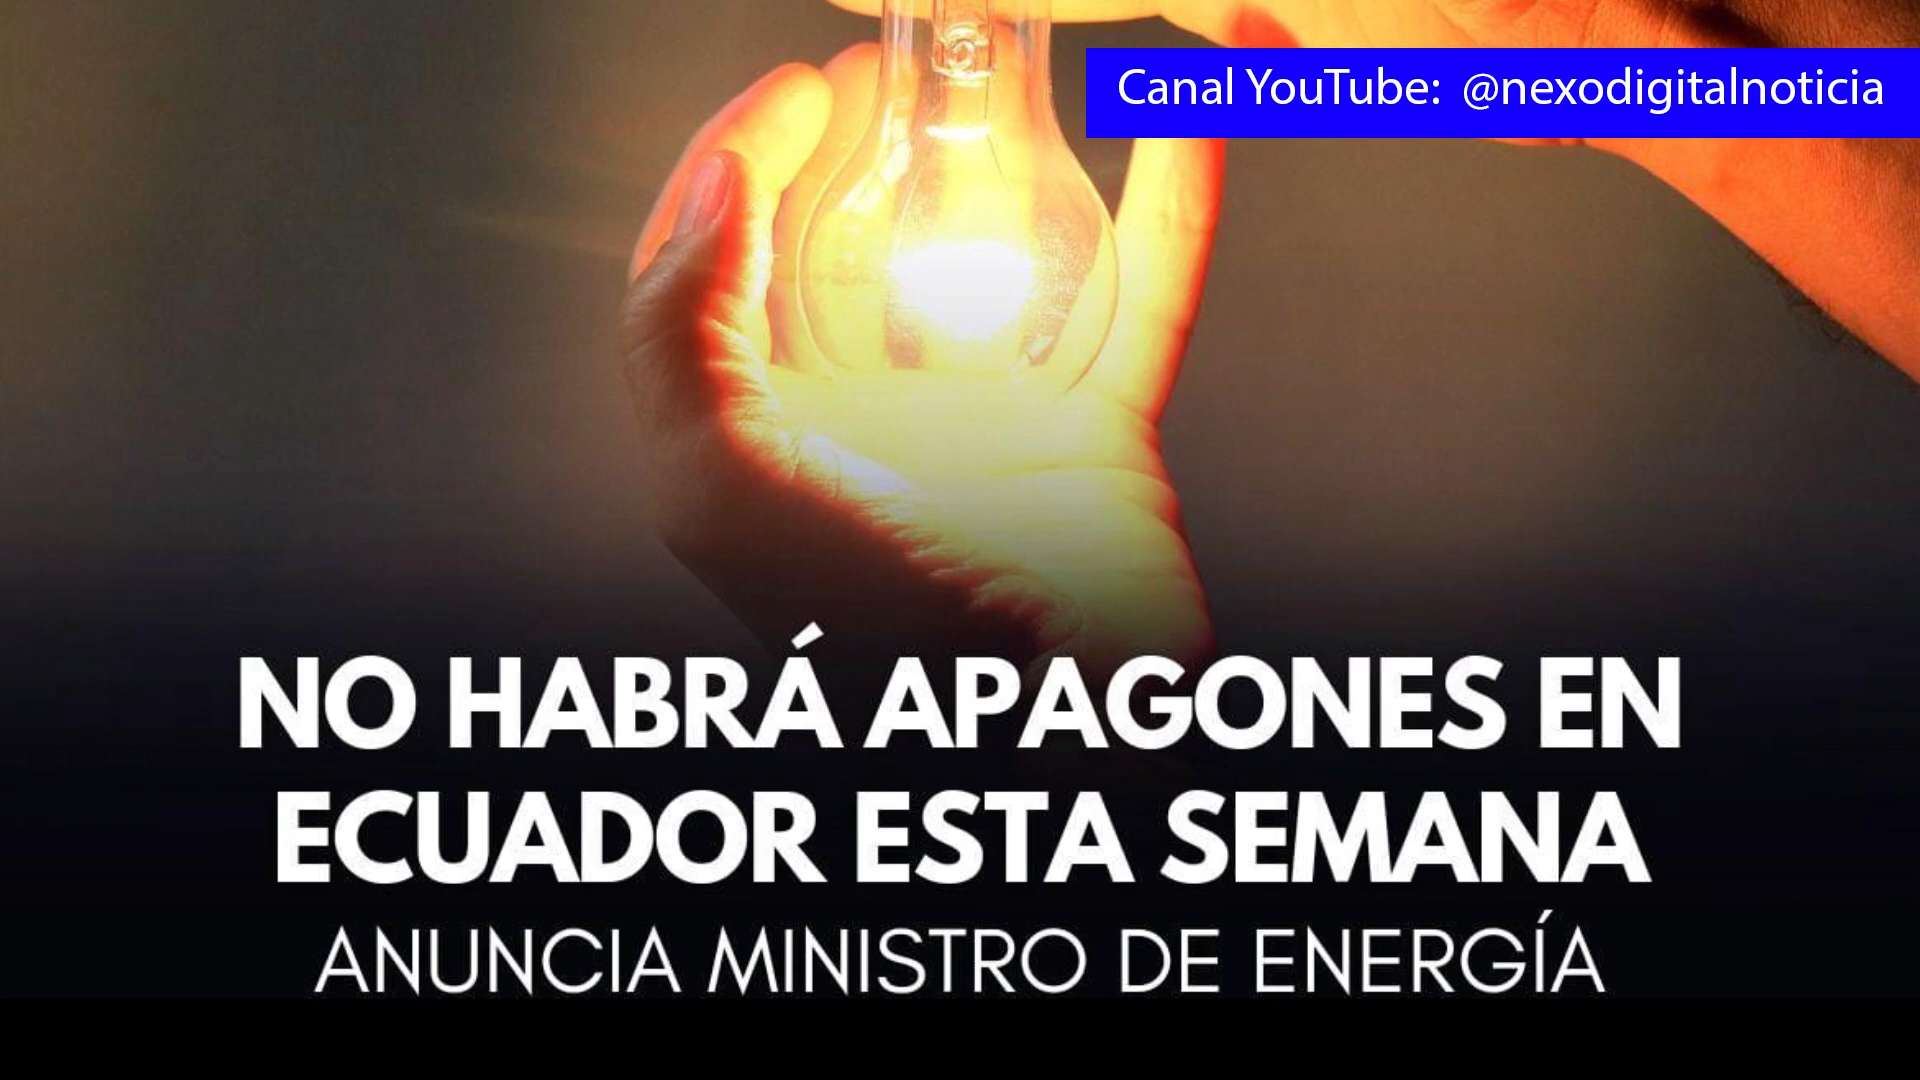 Canal YouTube: @nexodigitalnoticia
NO HABRÁ APAGONES EN
ECUADOR ESTA SEMANA
ANUNCIA MINISTRO DE ENERGÍA